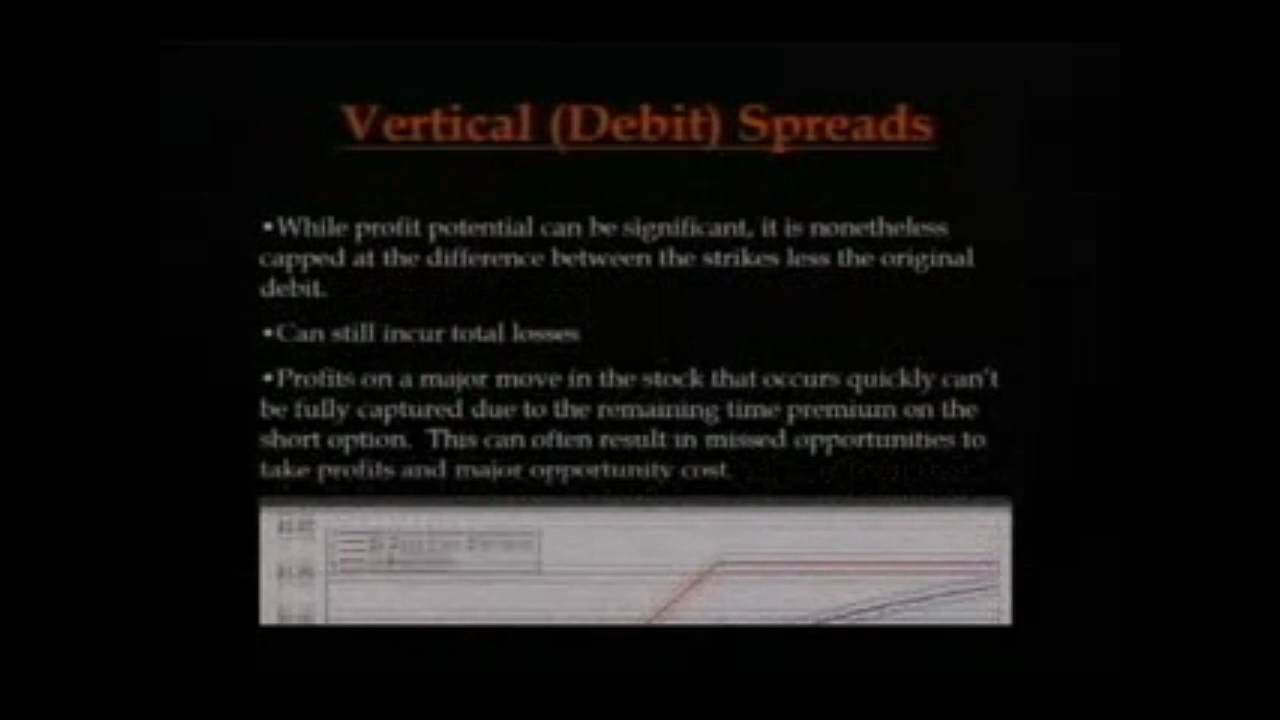 Vertical (Debit) Spreads
•While profit potential can be significant, it is nonetheless
capped at the difference between the strikes less the original
debit.
•Can still incur total losses
•Profits on a major move in the stock that occurs quickly can't
be fully captured due to the remaining time premium on the
short option. This can often result in missed opportunities to
take profits and major opportunity cost.